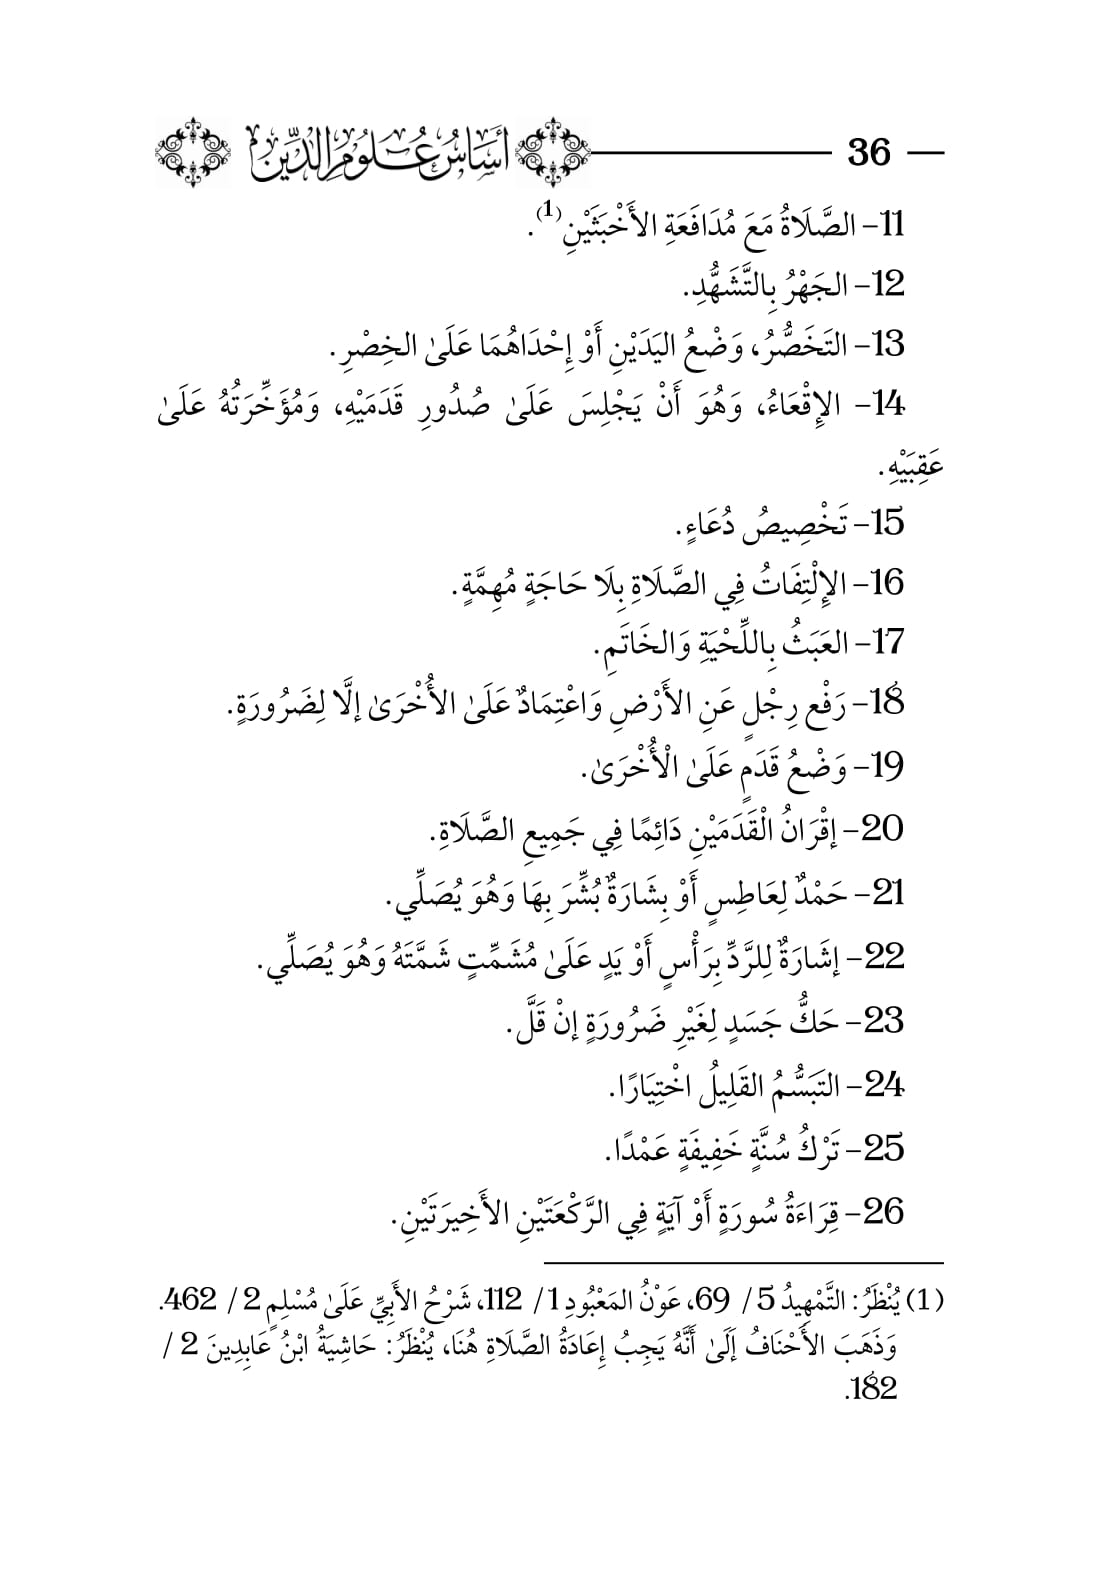 36 أَسَاسُ عُلُومِ الدِّينِ
11- الصَّلَاةُ مَعَ مُدَافَعَةِ الأَخْبَثَيْنِ(1).
12- الجَهْرُ بِالتَّشَهُّدِ.
13- التَخَصُّرُ، وَضْعُ اليَدَيْنِ أَوْ إِحْدَاهُمَا عَلَىٰ الخِصْرِ.
14- الإِقْعَاءُ، وَهُوَ أَنْ يَجْلِسَ عَلَىٰ صُدُورِ قَدَمَيْهِ، وَمُؤَخِّرَتُهُ عَلَىٰ
عَقِبَيْهِ.
15- تَخْصِيصُ دُعَاءٍ.
16- الإِلْتِفَاتُ فِي الصَّلَاةِ بِلَا حَاجَةٍ مُهِمَّةٍ.
17- العَبَثُ بِاللِّحْيَةِ وَالخَاتَمِ.
18- رَفْع رِجْلٍ عَنِ الأَرْضِ وَاعْتِمَادٌ عَلَىٰ الأُخْرَىٰ إلَّا لِضَرُورَةٍ.
19- وَضْعُ قَدَمٍ عَلَىٰ الْأُخْرَىٰ.
20- إقْرَانُ الْقَدَمَيْنِ دَائِمًا فِي جَمِيعِ الصَّلَاةِ.
21- حَمْدٌ لِعَاطِسٍ أَوْ بِشَارَةٌ بُشِّرَ بِهَا وَهُوَ يُصَلِّي.
22- إشَارَةٌ لِلرَّدِّ بِرَأْسٍ أَوْ يَدٍ عَلَىٰ مُشَمِّتٍ شَمَّتَهُ وَهُوَ يُصَلِّي.
23- حَكُّ جَسَدٍ لِغَيْرِ ضَرُورَةٍ إنْ قَلَّ.
24- التَبَسُّمُ القَلِيلُ اخْتِيَارًا.
25- تَرْكُ سُنَّةٍ خَفِيفَةٍ عَمْدًا.
26- قِرَاءَةُ سُورَةٍ أَوْ آيَةٍ فِي الرَّكْعَتَيْنِ الأَخِيرَتَيْنِ.
(1) يُنْظَرُ: التَّمْهِيدُ 5/ 69، عَوْنُ المَعْبُودِ 1/ 112، شَرْحُ الأَبِيِّ عَلَىٰ مُسْلِمٍ 2/ 462.
وَذَهَبَ الأَحْنَافُ إَلَىٰ أَنَّهُ يَجِبُ إِعَادَةُ الصَّلَاةِ هُنَا، يُنْظَرُ: حَاشِيَةُ ابْنُ عَابِدِينَ 2/
182.